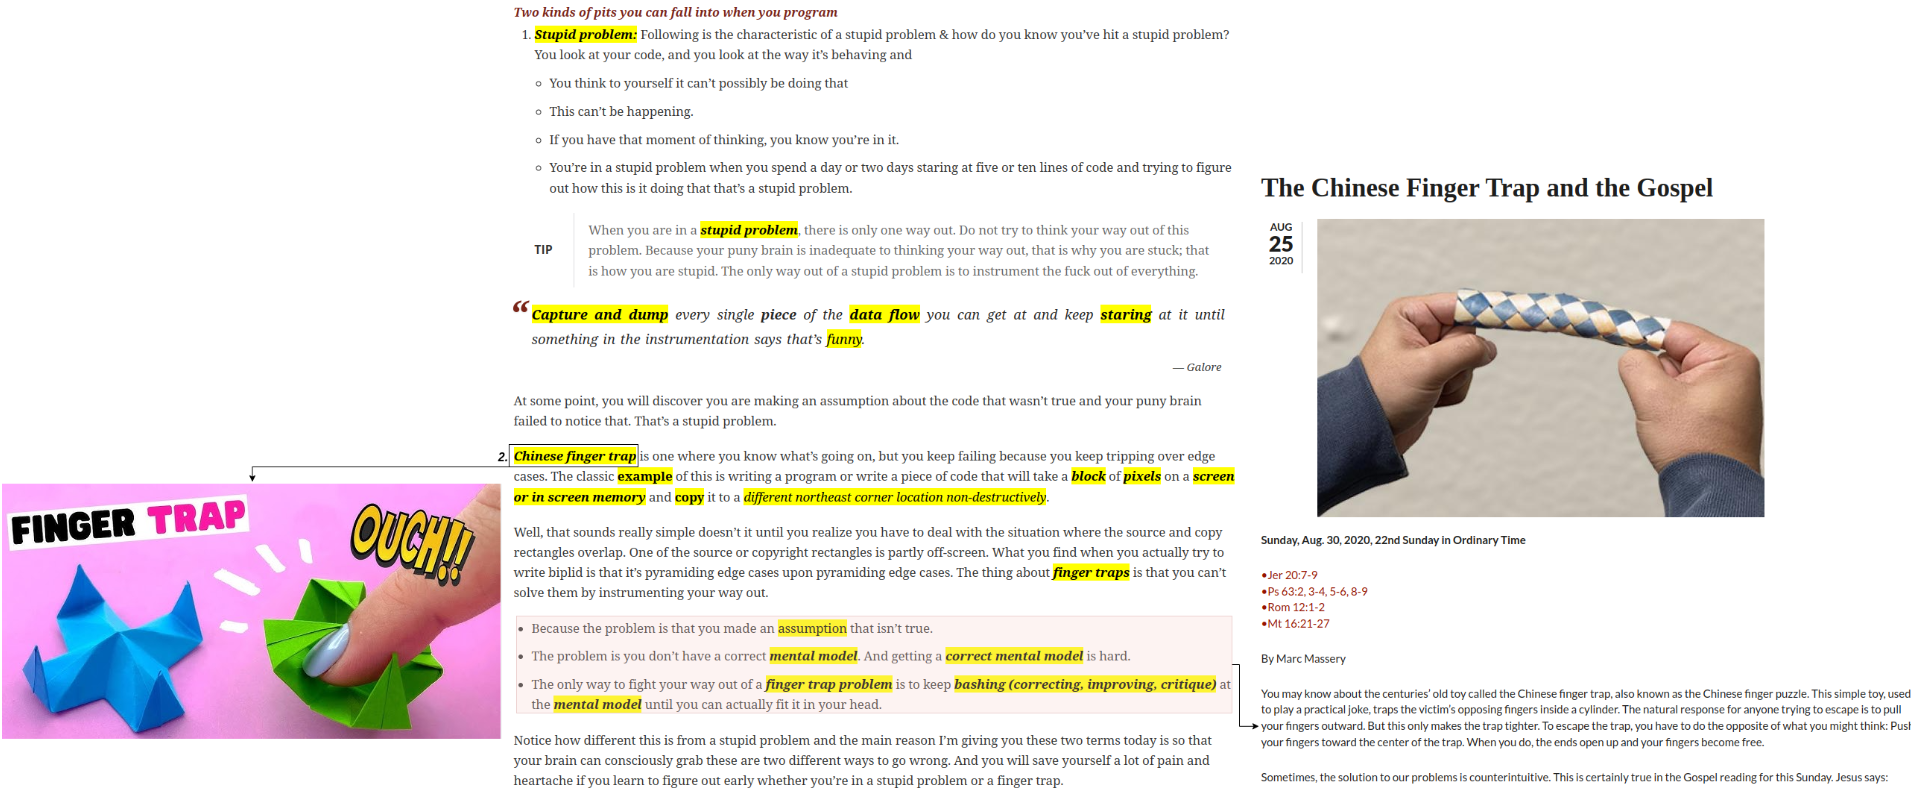 Two kinds of pits you can fall into when you program
1. Stupid problem: Following is the characteristic of a stupid problem & how do you know you’ve hit a stupid problem?
You look at your code, and you look at the way it’s behaving and
◦ You think to yourself it can’t possibly be doing that
◦ This can’t be happening.
◦ If you have that moment of thinking, you know you’re in it.
◦ You’re in a stupid problem when you spend a day or two days staring at five or ten lines of code and trying to figure
out how this is it doing that that’s a stupid problem.
TIP
When you are in a stupid problem, there is only one way out. Do not try to think your way out of this
problem. Because your puny brain is inadequate to thinking your way out, that is why you are stuck; that
is how you are stupid. The only way out of a stupid problem is to instrument the fuck out of everything.
“Capture and dump every single piece of the data flow you can get at and keep staring at it until
something in the instrumentation says that’s funny.
— Galore
At some point, you will discover you are making an assumption about the code that wasn’t true and your puny brain
failed to notice that. That’s a stupid problem.
2. Chinese finger trap is one where you know what’s going on, but you keep failing because you keep tripping over edge
cases. The classic example of this is writing a program or write a piece of code that will take a block of pixels on a screen
or in screen memory and copy it to a different northeast corner location non-destructively.
Well, that sounds really simple doesn’t it until you realize you have to deal with the situation where the source and copy
rectangles overlap. One of the source or copyright rectangles is partly off-screen. What you find when you actually try to
write biplid is that it’s pyramiding edge cases upon pyramiding edge cases. The thing about finger traps is that you can’t
solve them by instrumenting your way out.
• Because the problem is that you made an assumption that isn’t true.
• The problem is you don’t have a correct mental model. And getting a correct mental model is hard.
• The only way to fight your way out of a finger trap problem is to keep bashing (correcting, improving, critique) at
the mental model until you can actually fit it in your head.
Notice how different this is from a stupid problem and the main reason I’m giving you these two terms today is so that
your brain can consciously grab these are two different ways to go wrong. And you will save yourself a lot of pain and
heartache if you learn to figure out early whether you’re in a stupid problem or a finger trap.
FINGER TRAP
OUCH!!
The Chinese Finger Trap and the Gospel
AUG
25
2020
Sunday, Aug. 30, 2020, 22nd Sunday in Ordinary Time
•Jer 20:7-9
•Ps 63:2, 3-4, 5-6, 8-9
•Rom 12:1-2
•Mt 16:21-27
By Marc Massery
You may know about the centuries’ old toy called the Chinese finger trap, also known as the Chinese finger puzzle. This simple toy, used
to play a practical joke, traps the victim’s opposing fingers inside a cylinder. The natural response for anyone trying to escape is to pull
your fingers outward. But this only makes the trap tighter. To escape the trap, you have to do the opposite of what you might think: Push
your fingers toward the center of the trap. When you do, the ends open up and your fingers become free.
Sometimes, the solution to our problems is counterintuitive. This is certainly true in the Gospel reading for this Sunday. Jesus says: